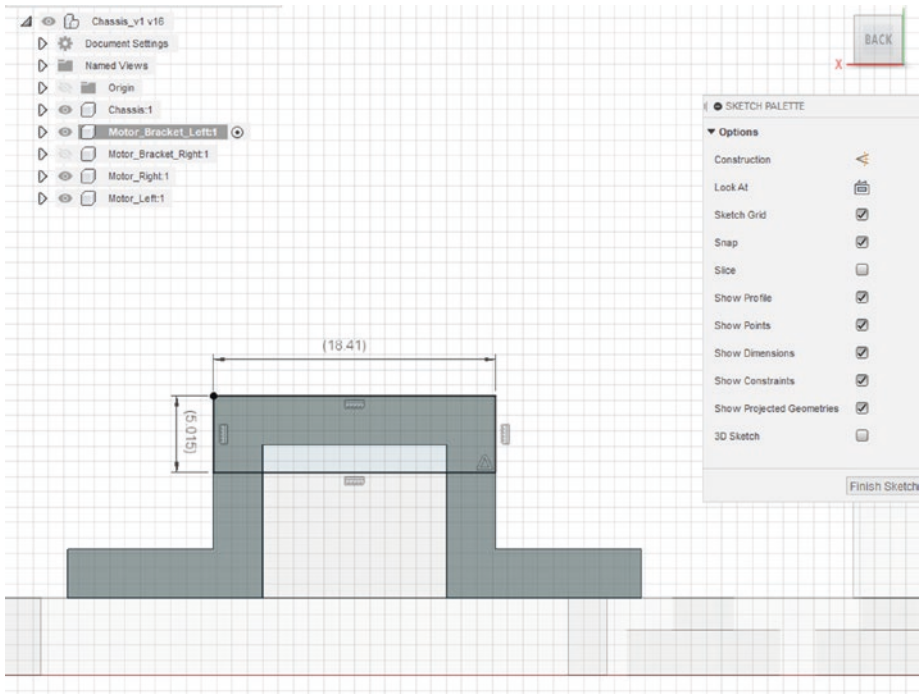 Chassis_v1 v16
Document Settings
Named Views
Origin
Chassis:1
Motor_Bracket_Left:1
Motor_Bracket_Right:1
Motor_Right:1
Motor_Left:1
BACK
X
SKETCH PALETTE
Options
Construction
Look At
Sketch Grid
Snap
Slice
Show Profile
Show Points
Show Dimensions
Show Constraints
Show Projected Geometries
3D Sketch
Finish Sketch
(18.41)
(5.015)